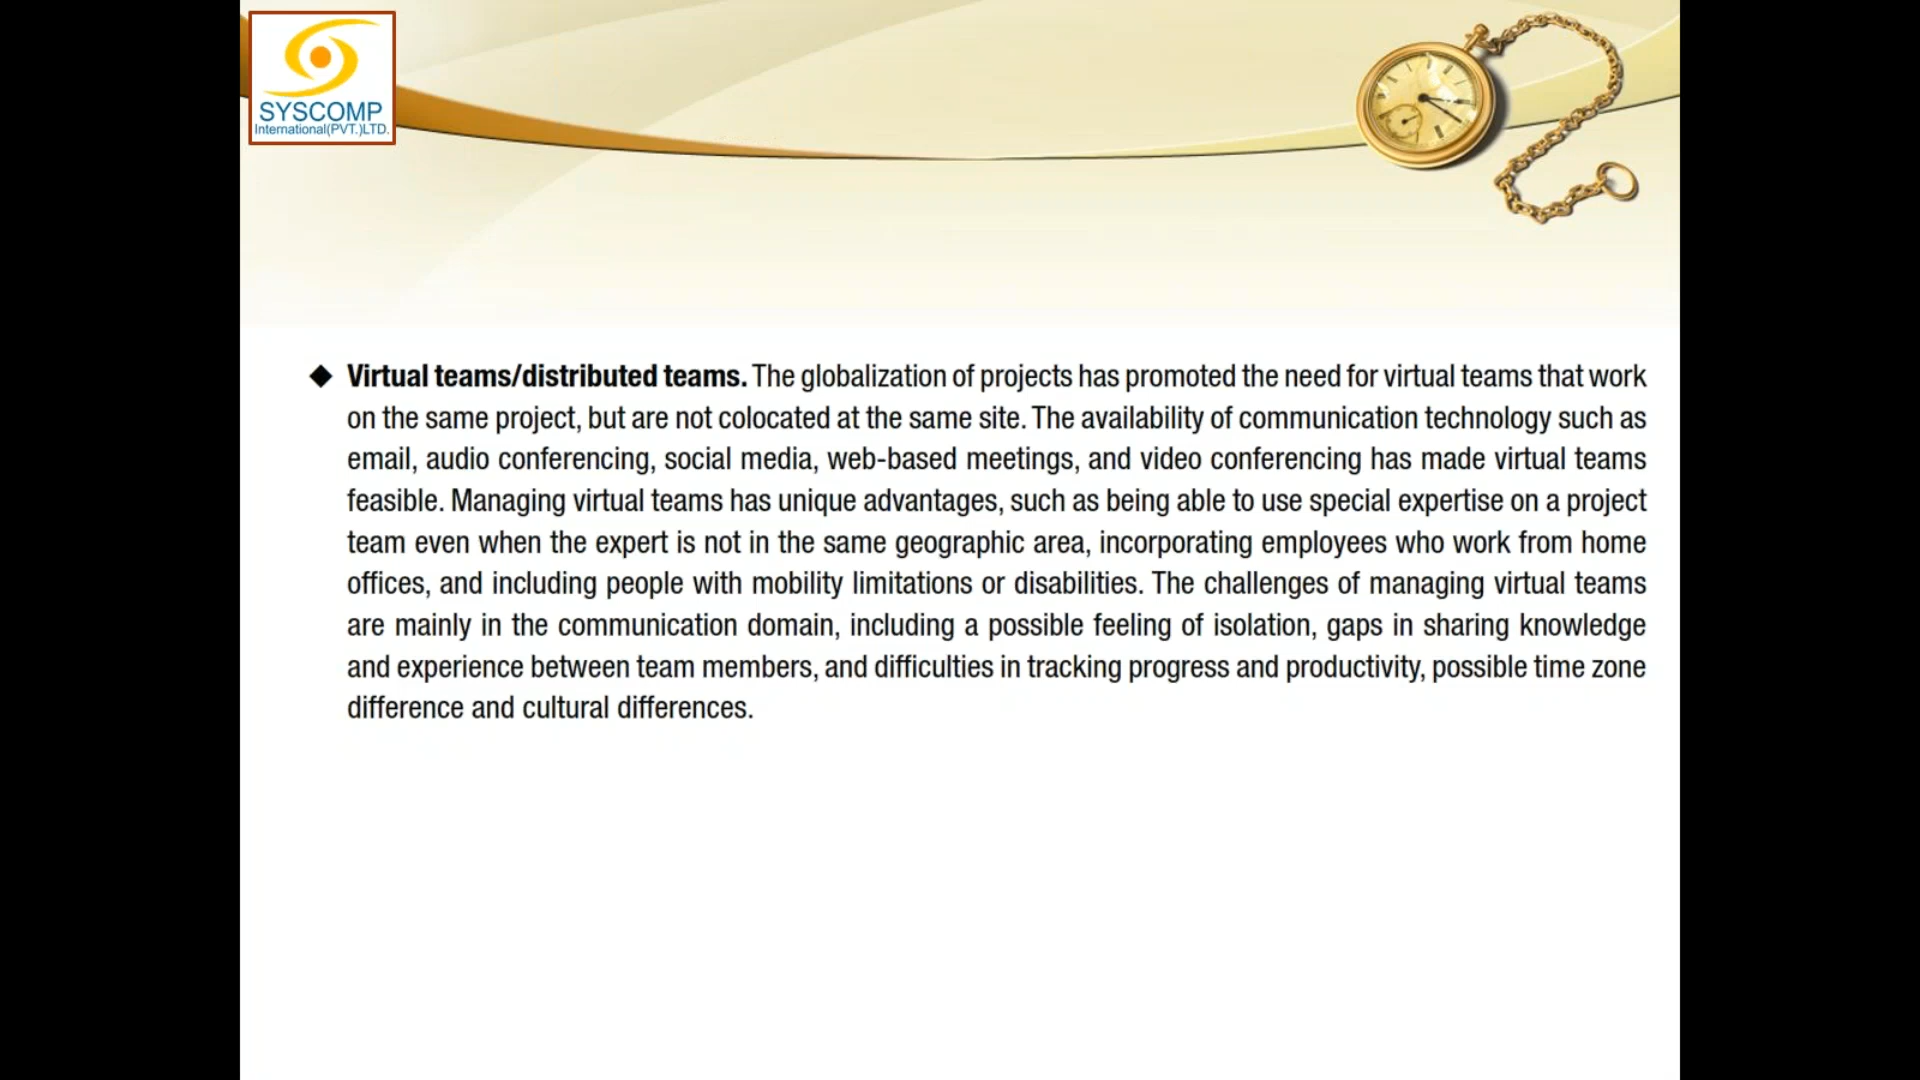 SYSCOMP
International(PVT.)LTD.
◆ Virtual teams/distributed teams. The globalization of projects has promoted the need for virtual teams that work
on the same project, but are not colocated at the same site. The availability of communication technology such as
email, audio conferencing, social media, web-based meetings, and video conferencing has made virtual teams
feasible. Managing virtual teams has unique advantages, such as being able to use special expertise on a project
team even when the expert is not in the same geographic area, incorporating employees who work from home
offices, and including people with mobility limitations or disabilities. The challenges of managing virtual teams
are mainly in the communication domain, including a possible feeling of isolation, gaps in sharing knowledge
and experience between team members, and difficulties in tracking progress and productivity, possible time zone
difference and cultural differences.